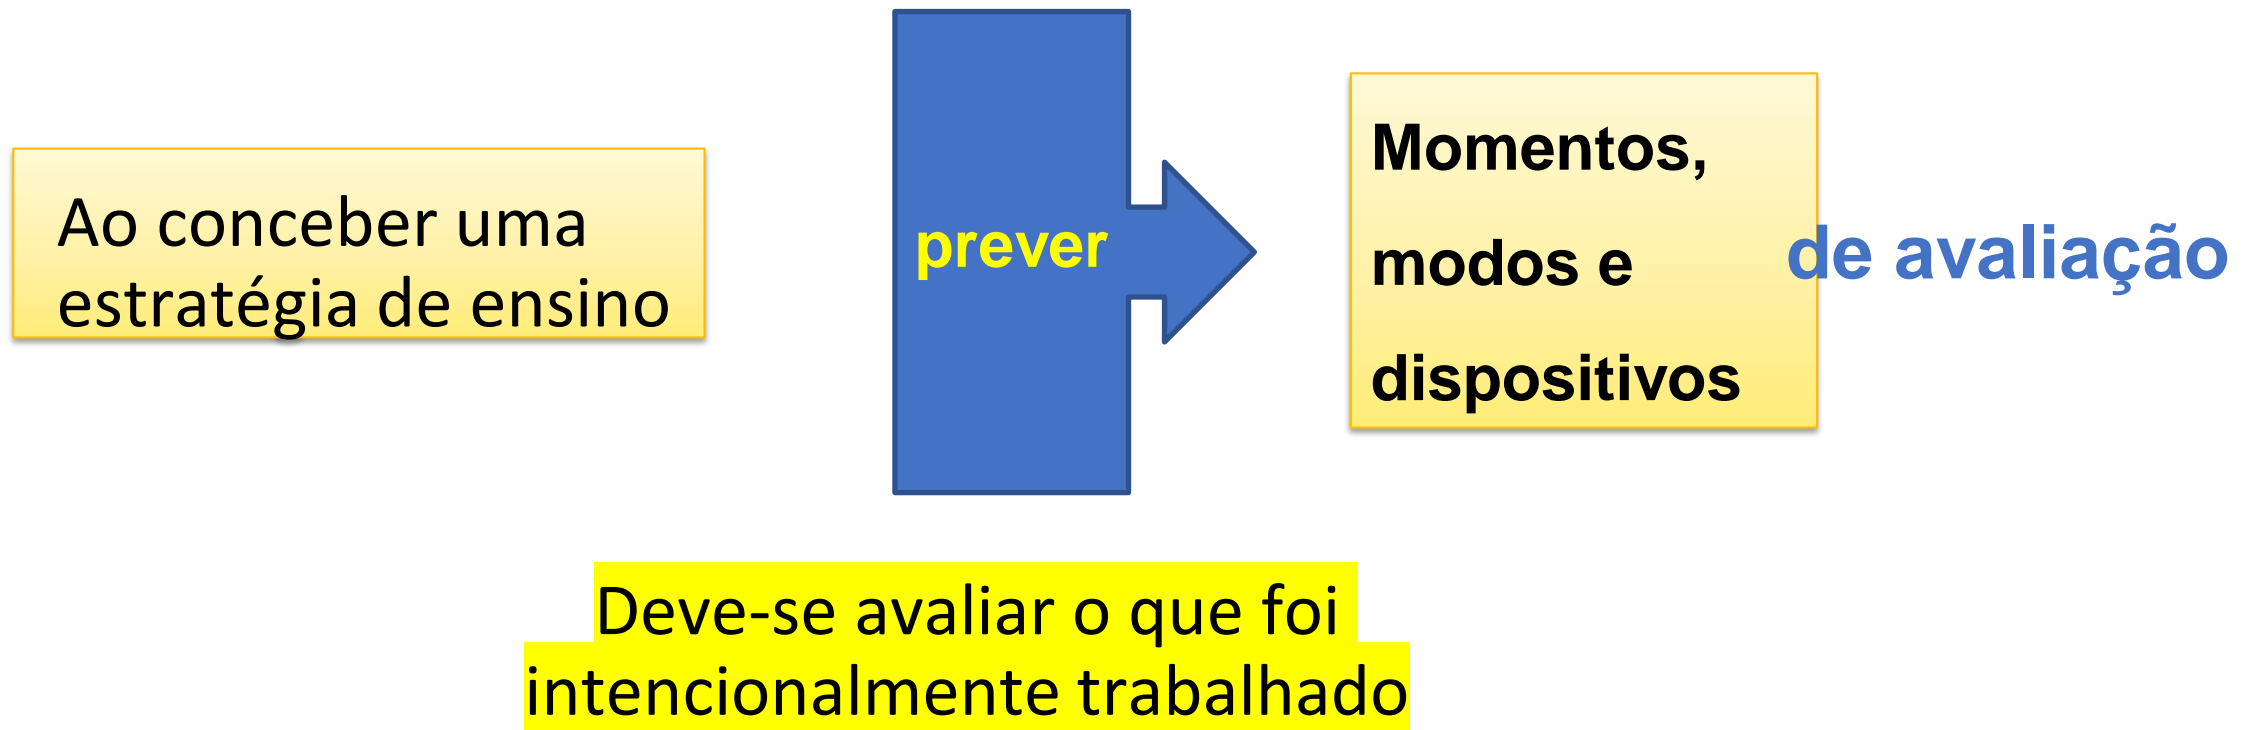 Ao conceber uma
estratégia de ensino
prever
Momentos,
modos e
dispositivos
de avaliação
Deve-se avaliar o que foi
intencionalmente trabalhado